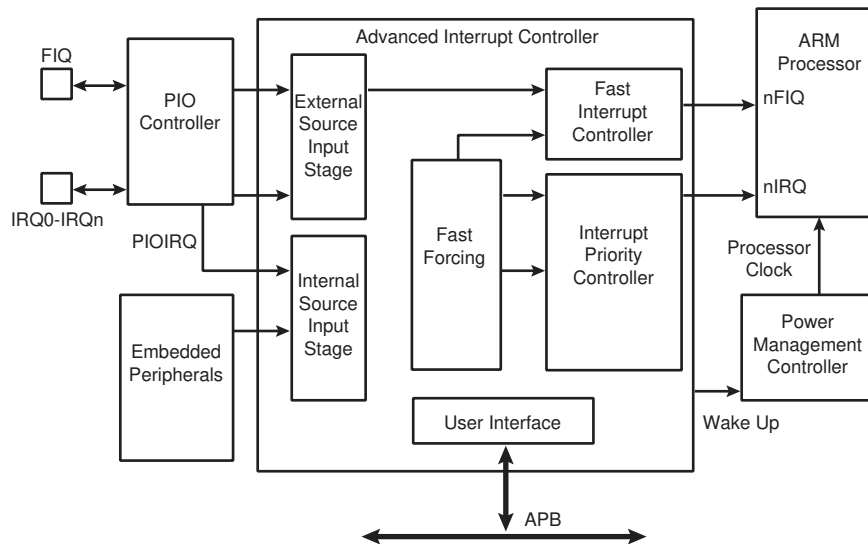 FIQ
IRQ0-IRQn
PIO
Controller
PIOIRQ
Embedded
Peripherals
Advanced Interrupt Controller
External
Source
Input
Stage
Internal
Source
Input
Stage
Fast
Forcing
Fast
Interrupt
Controller
Interrupt
Priority
Controller
User Interface
APB
ARM
Processor
nFIQ
nIRQ
Processor
Clock
Power
Management
Controller
Wake Up